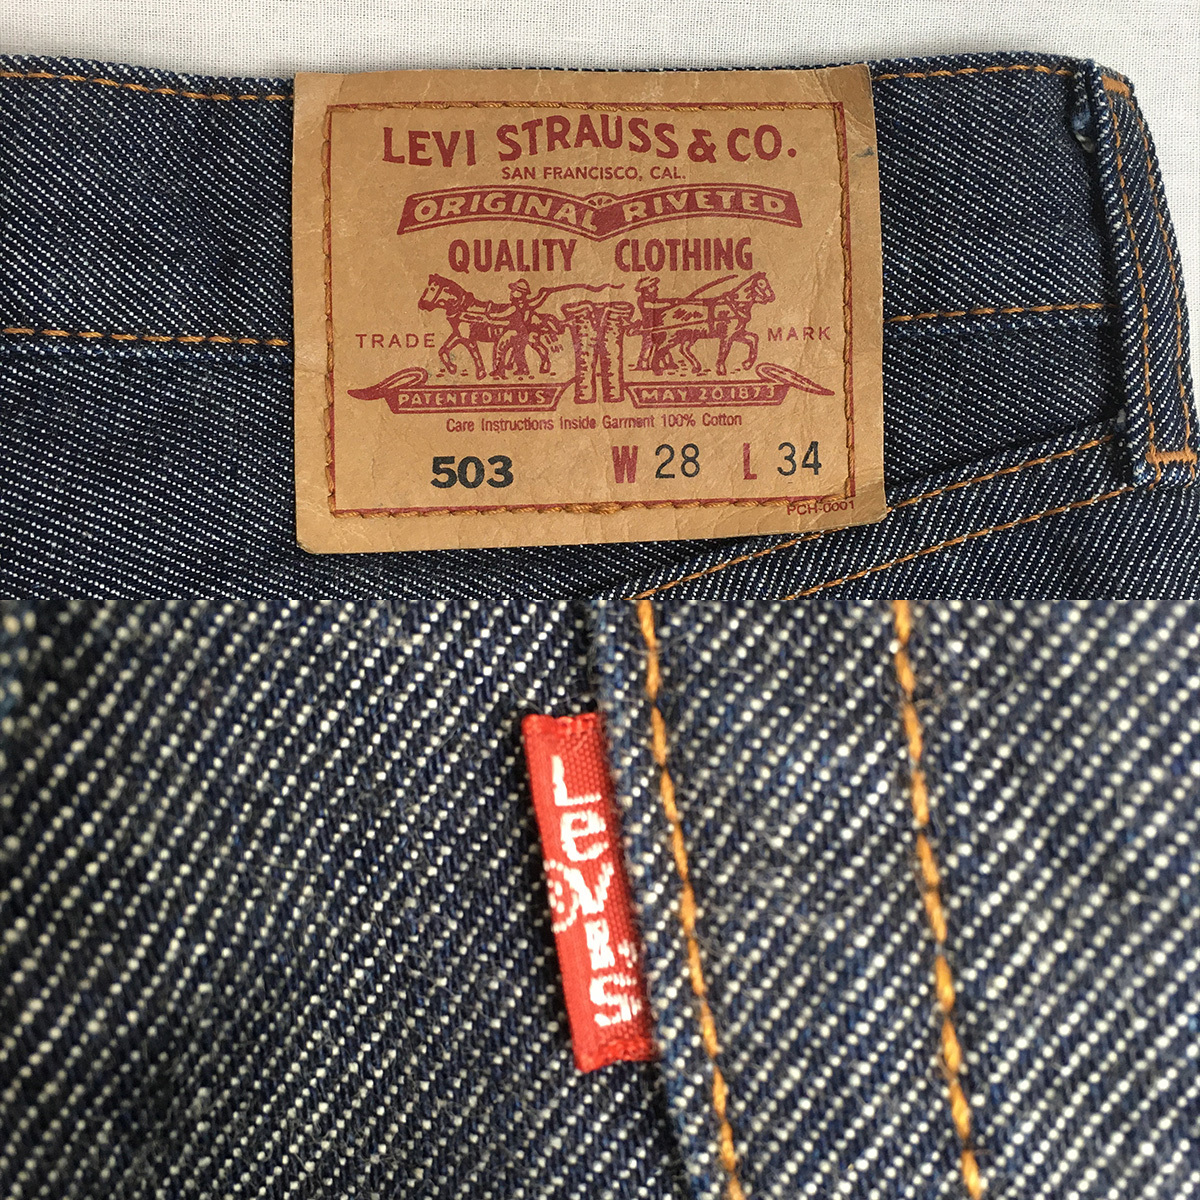 LEVI STRAUSS & CO.
SAN FRANCISCO, CAL.
ORIGINAL RIVETED
QUALITY CLOTHING
TRADE MARK
PATENTED IN U S MAY 20 1873
Care Instructions Inside Garment 100% Cotton
503 W 28 L 34
PCH-0001
LeVI'S